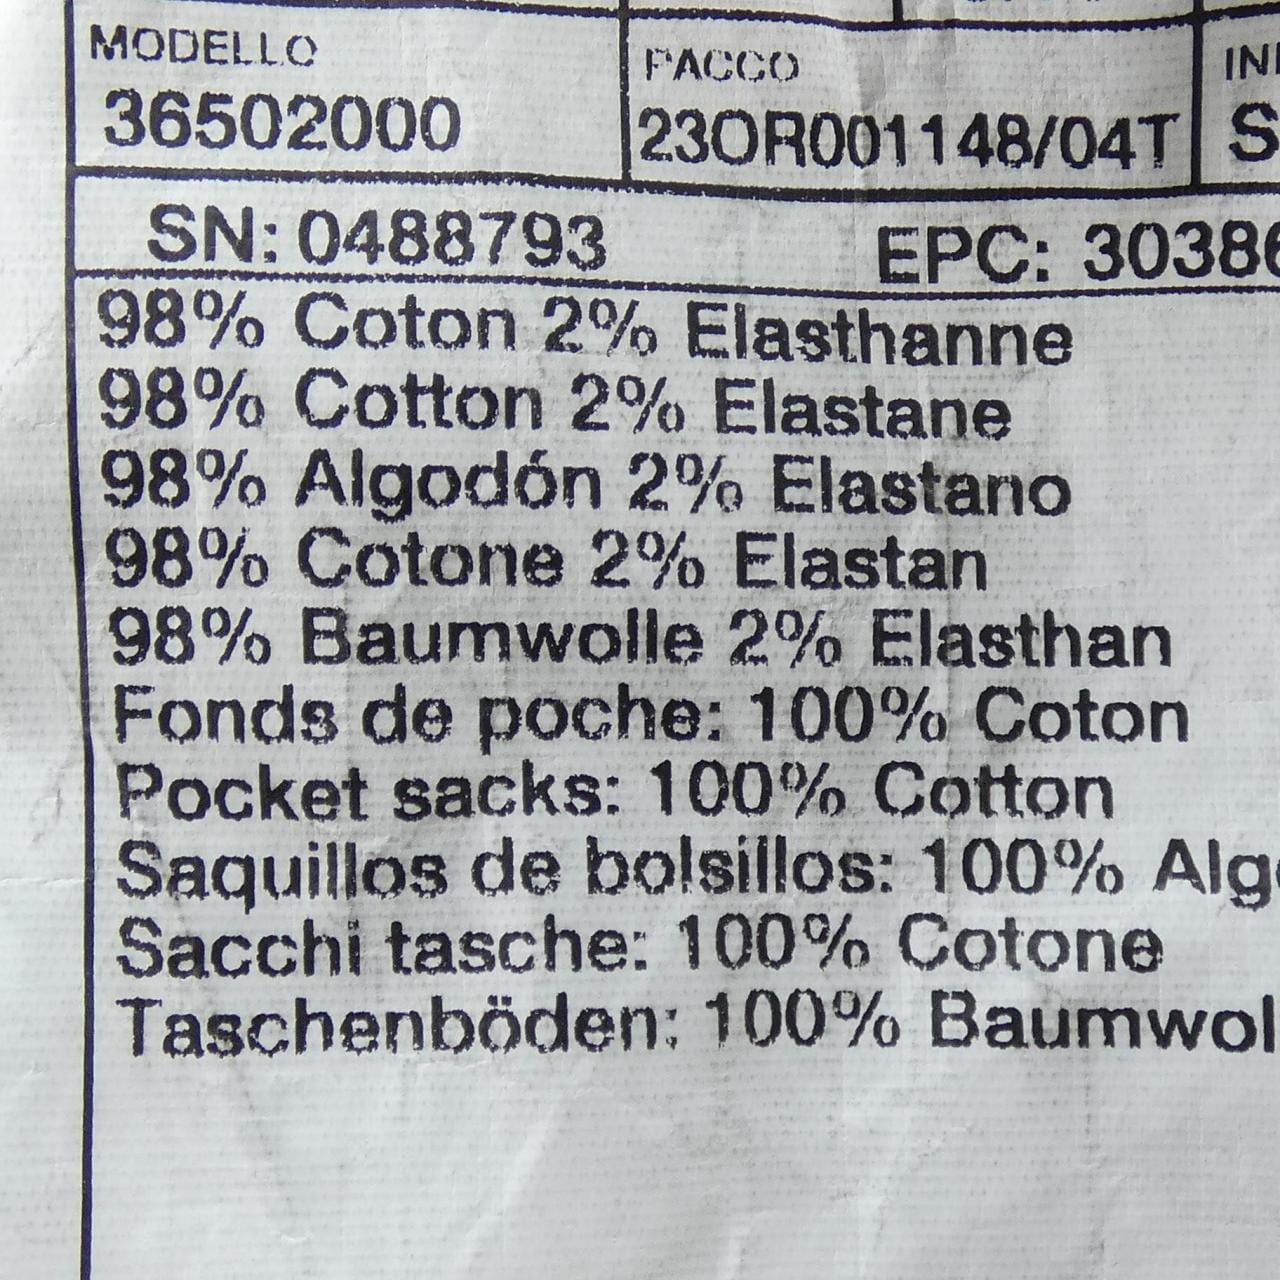 MODELLO
36502000
PACCO
23OR001148/04T
SN: 0488793
EPC: 30386
98% Coton 2% Elasthanne
98% Cotton 2% Elastane
98% Algodón 2% Elastano
98% Cotone 2% Elastan
98% Baumwolle 2% Elasthan
Fonds de poche: 100% Coton
Pocket sacks: 100% Cotton
Saquillos de bolsillos: 100% Alg
Sacchi tasche: 100% Cotone
Taschenböden: 100% Baumwol